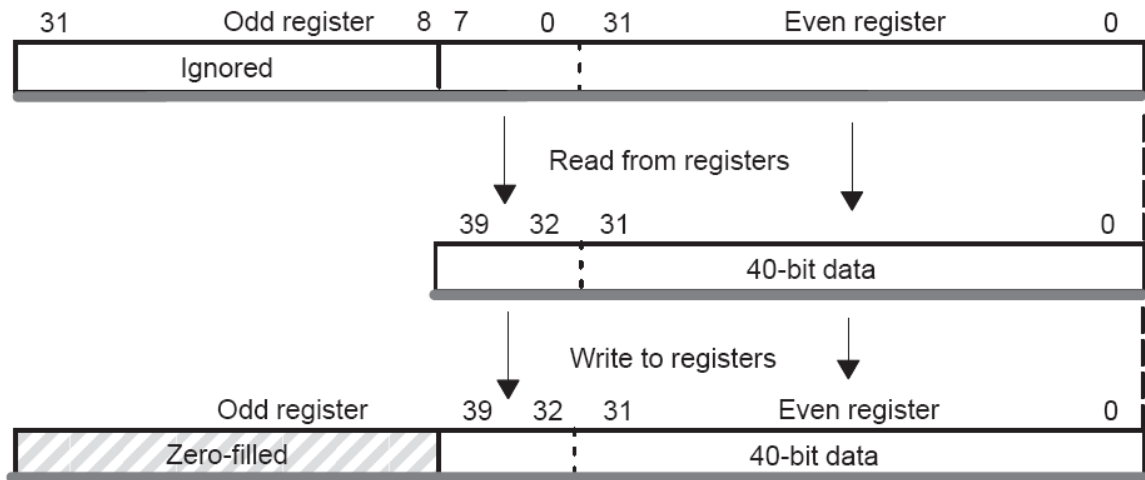 31 Odd register 8 7 0 31 Even register 0
Ignored
Read from registers
39 32 31 0
40-bit data
Write to registers
Odd register 39 32 31 Even register 0
Zero-filled 40-bit data